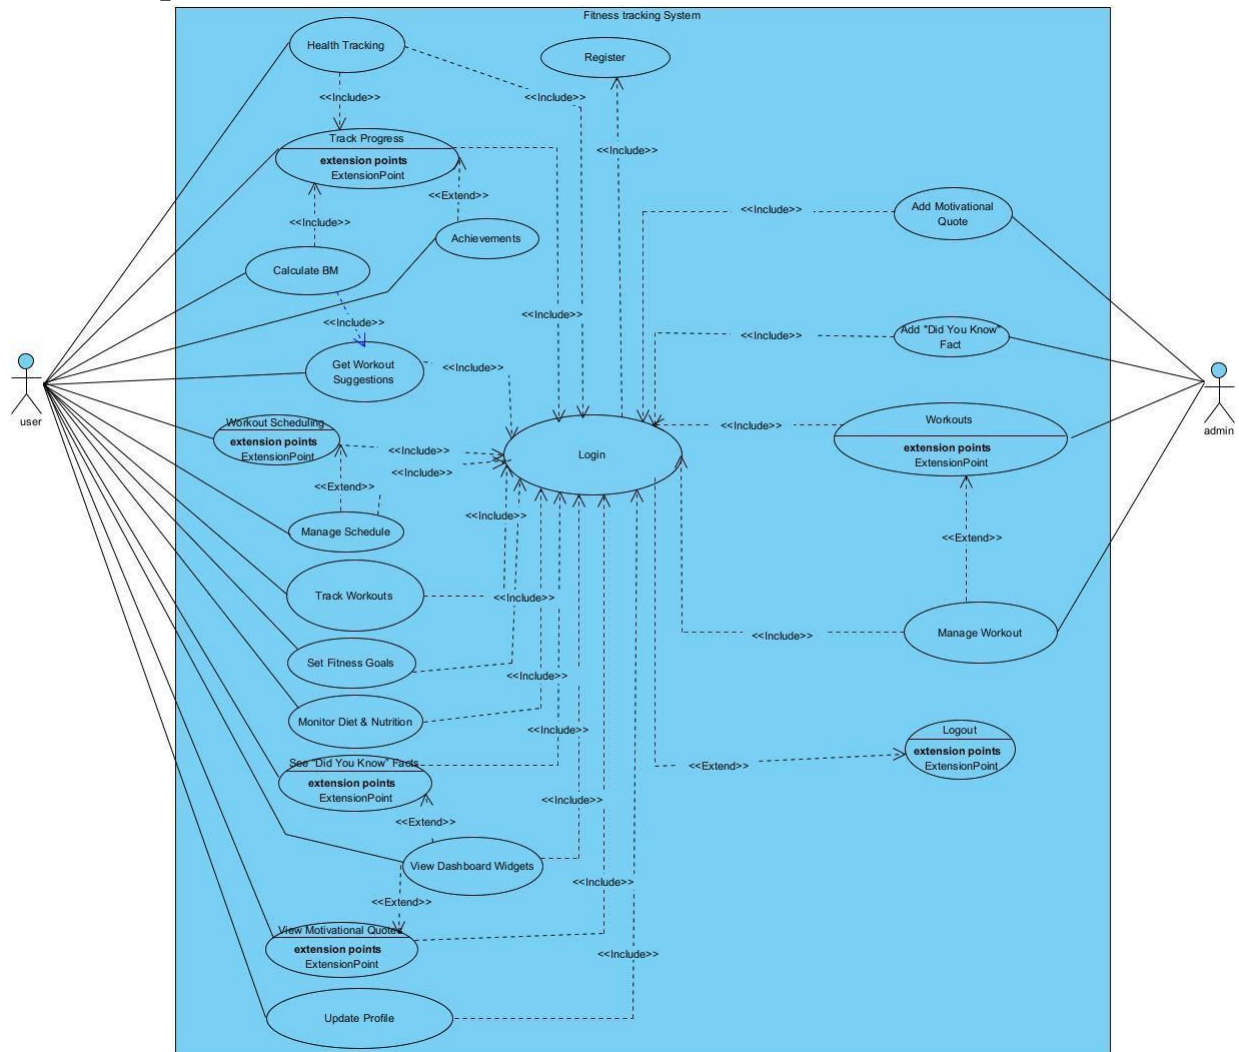 Fitness tracking System
Health Tracking
Register
<<Include>>
<<Include>>
Track Progress
extension points
ExtensionPoint
<<Include>>
<<Extend>>
<<Include>>
Achievements
<<Include>>
Add Motivational
Quote
Calculate BM
<<Include>>
<<Include>>
<<Include>>
Add "Did You Know"
Fact
Get Workout
Suggestions
<<Include>>
user
admin
Workout Scheduling
extension points
ExtensionPoint
<<Include>>
<<Include>>
Login
<<Include>>
Workouts
extension points
ExtensionPoint
<<Extend>>
<<Include>>
Manage Schedule
<<Extend>>
Track Workouts
<<Include>>
<<Include>>
Manage Workout
Set Fitness Goals
<<Include>>
Monitor Diet & Nutrition
<<Include>>
Logout
extension points
ExtensionPoint
<<Extend>>
See "Did You Know" Facts
extension points
ExtensionPoint
<<Include>>
<<Extend>>
View Dashboard Widgets
<<Include>>
<<Extend>>
View Motivational Quotes
extension points
ExtensionPoint
<<Include>>
Update Profile